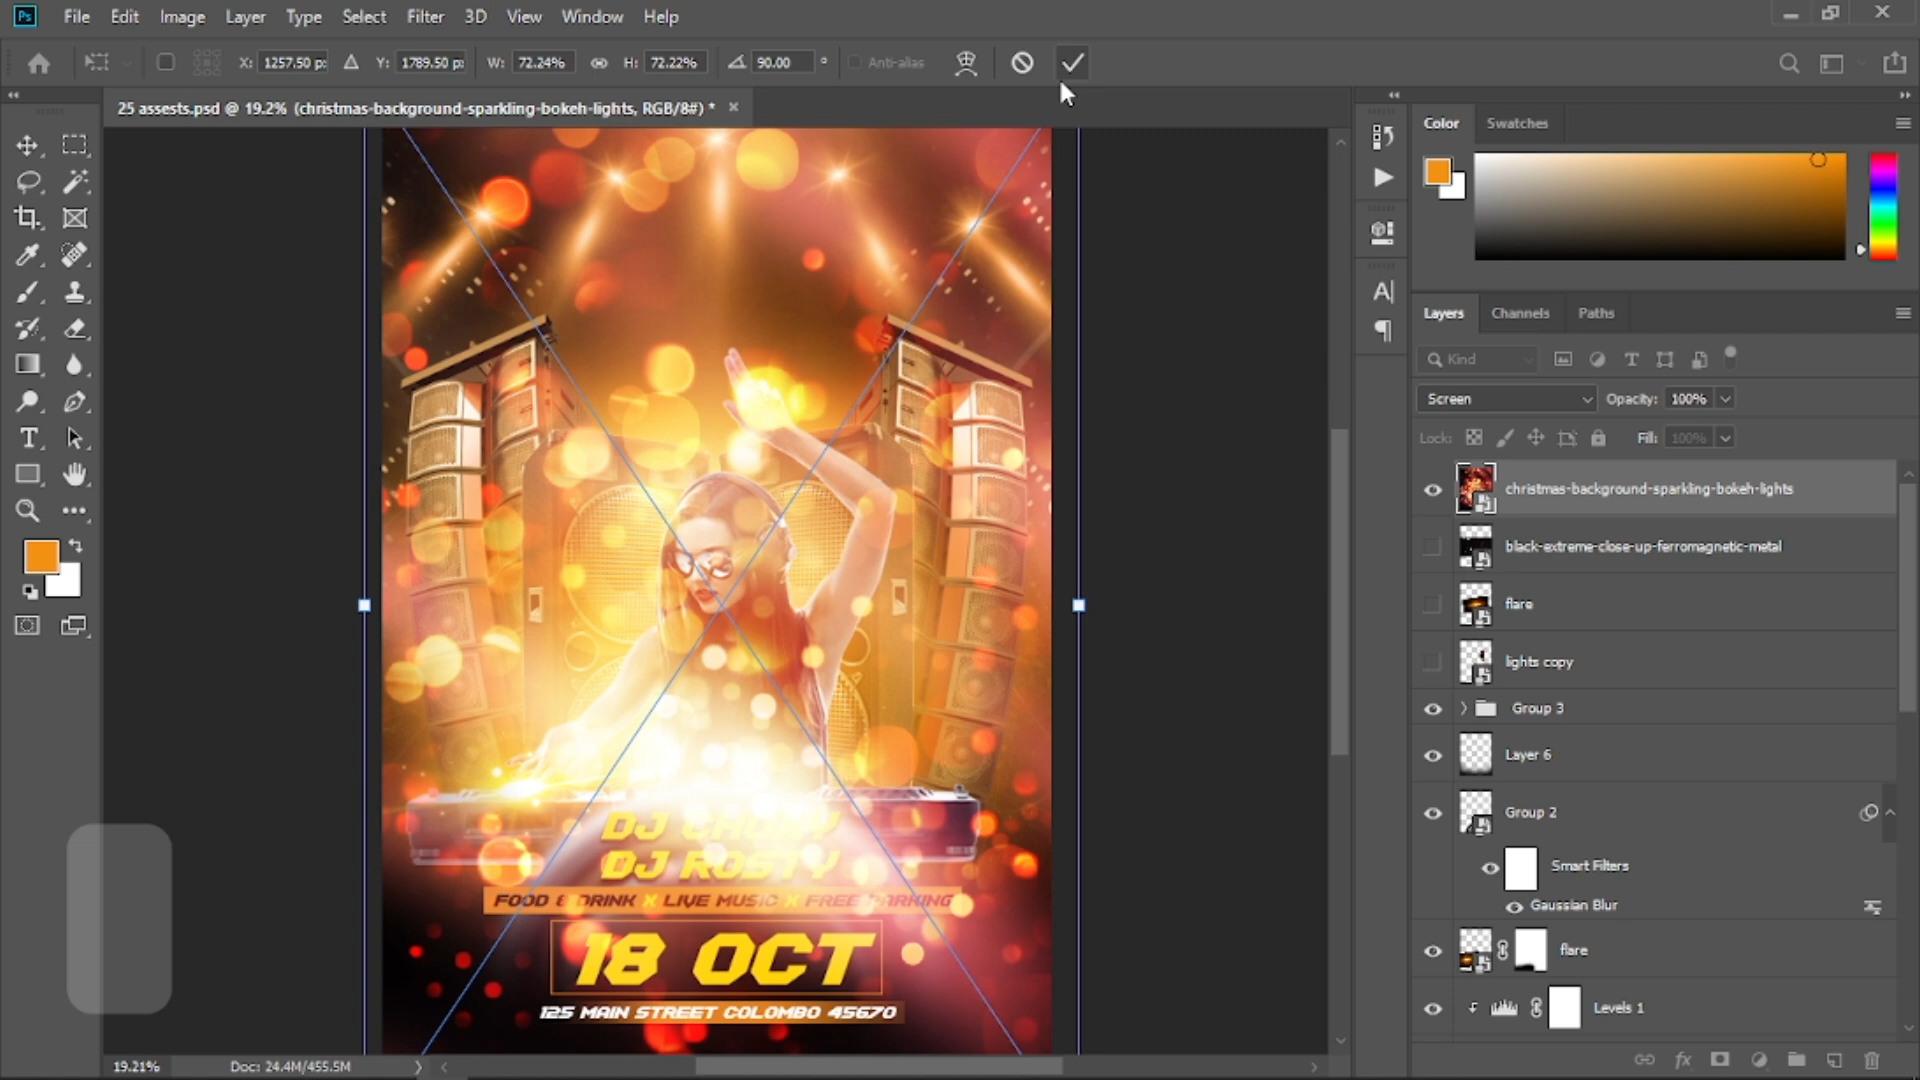 Ps File Edit Image Layer Type Select Filter 3D View Window Help
X: 1257.50 p: Y: 1789.50 p: W: 72.24% H: 72.22% 90.00 ° Anti-alias
25 assests.psd @ 19.2% (christmas-background-sparkling-bokeh-lights, RGB/8#) *
Color Swatches
Layers Channels Paths
Kind
Screen Opacity: 100%
Lock: Fill: 100%
christmas-background-sparkling-bokeh-lights
black-extreme-close-up-ferromagnetic-metal
flare
lights copy
Group 3
Layer 6
Group 2
Smart Filters
Gaussian Blur
flare
Levels 1
DJ
DJ ROSTY
FOOD & DRINK X LIVE MUSIC X FREE PARKING
18 OCT
125 MAIN STREET COLOMBO 45670
19.21% Doc: 24.4M/455.5M